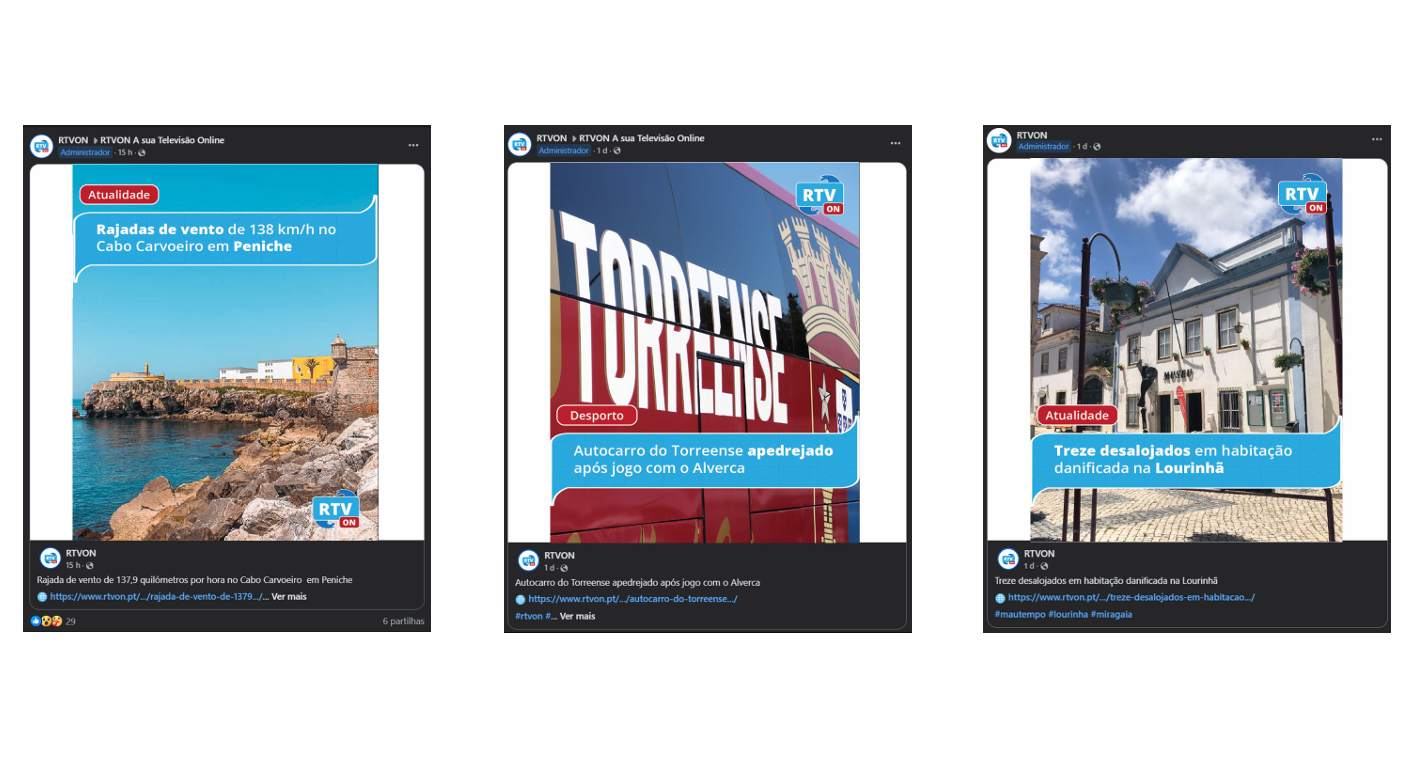 RTVON ▸ RTVON A sua Televisão Online
Administrador · 15 h ·
Atualidade
Rajadas de vento de 138 km/h no
Cabo Carvoeiro em Peniche
RTV
ON
RTVON
15 h ·
Rajada de vento de 137,9 quilómetros por hora no Cabo Carvoeiro em Peniche
https://www.rtvon.pt/.../rajada-de-vento-de-1379.../... Ver mais
29
6 partilhas
RTVON ▸ RTVON A sua Televisão Online
Administrador · 1 d ·
RTV
ON
TORREENSE
Desporto
Autocarro do Torreense apedrejado
após jogo com o Alverca
RTVON
1 d ·
Autocarro do Torreense apedrejado após jogo com o Alverca
https://www.rtvon.pt/.../autocarro-do-torreense.../
#rtvon #... Ver mais
RTVON
Administrador · 1 d ·
RTV
ON
MUSEU
Atualidade
Treze desalojados em habitação
danificada na Lourinhã
RTVON
1 d ·
Treze desalojados em habitação danificada na Lourinhã
https://www.rtvon.pt/.../treze-desalojados-em-habitacao.../
#mautempo #lourinha #miragaia